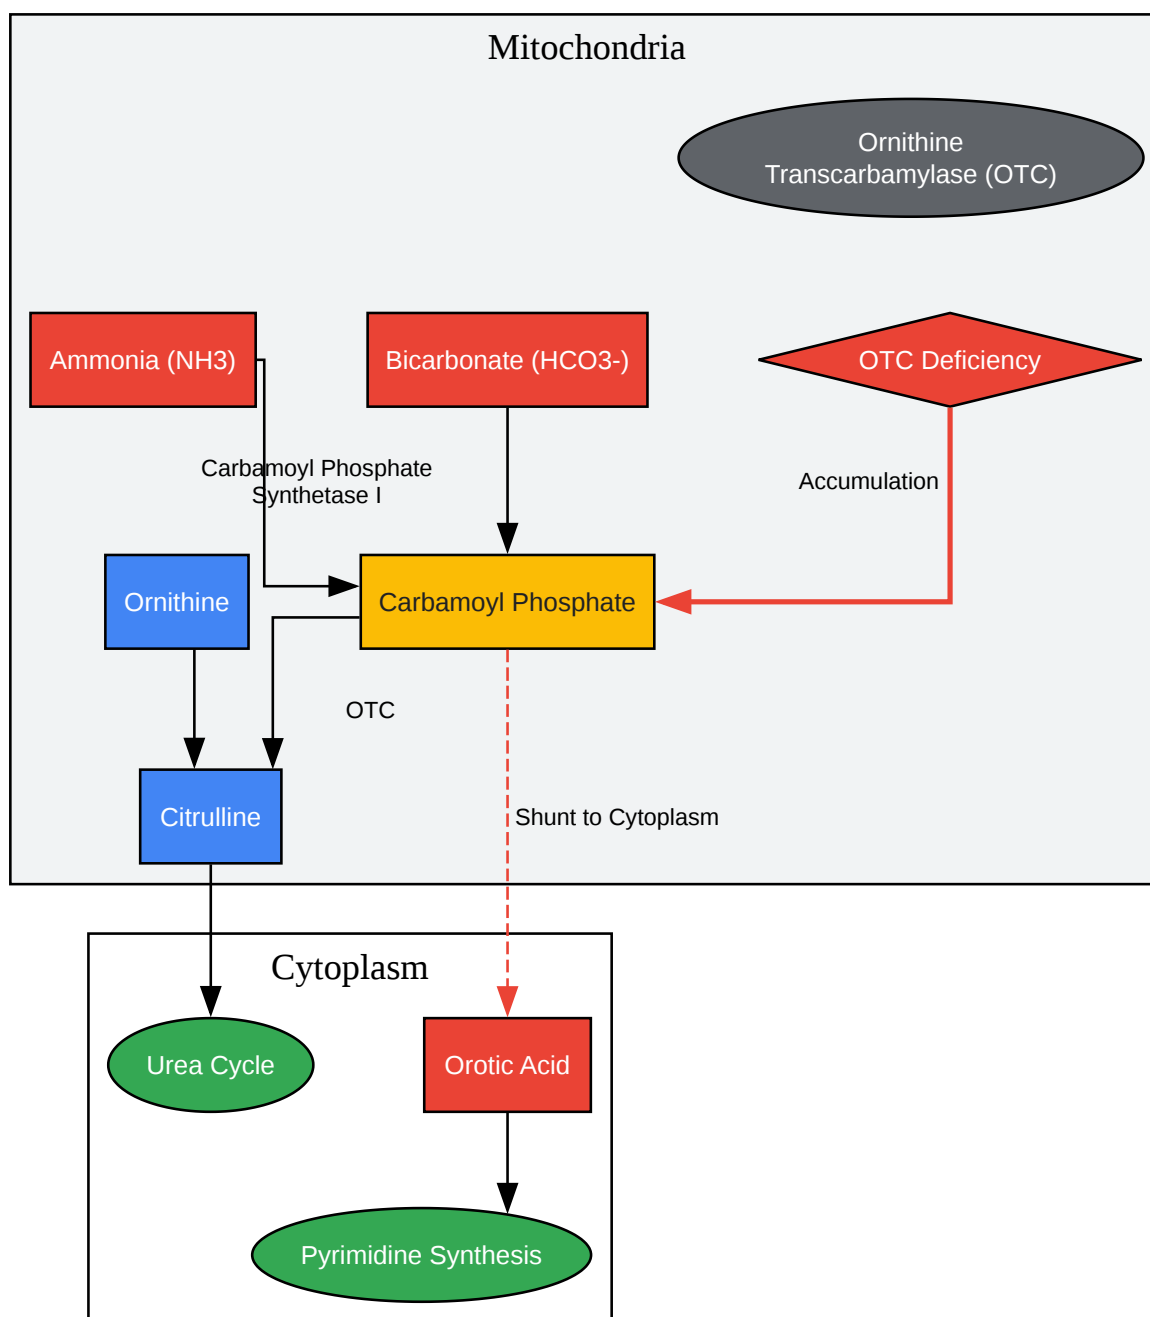 Mitochondria
Ornithine
Transcarbamylase (OTC)
Ammonia (NH3)
Bicarbonate (HCO3-)
OTC Deficiency
Carbamoyl Phosphate
Synthetase I
Accumulation
Ornithine
Carbamoyl Phosphate
OTC
Citrulline
Shunt to Cytoplasm
Cytoplasm
Urea Cycle
Orotic Acid
Pyrimidine Synthesis